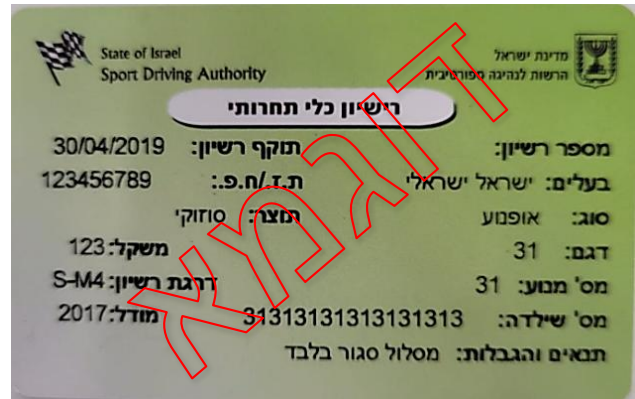 State of Israel
Sport Driving Authority
מדינת ישראל
הרשות לנהיגה ספורטיבית
רישיון כלי תחרותי
מספר רשיון: תוקף רשיון: 30/04/2019
בעלים: ישראל ישראלי ת.ז./ח.פ.: 123456789
סוג: אופנוע תוצר: סוזוקי
דגם: 31 משקל: 123
מס' מנוע: 31 דרגת רשיון: S-M4
מס' שילדה: 31313131313131313 מודל: 2017
תנאים והגבלות: מסלול סגור בלבד
דוגמא